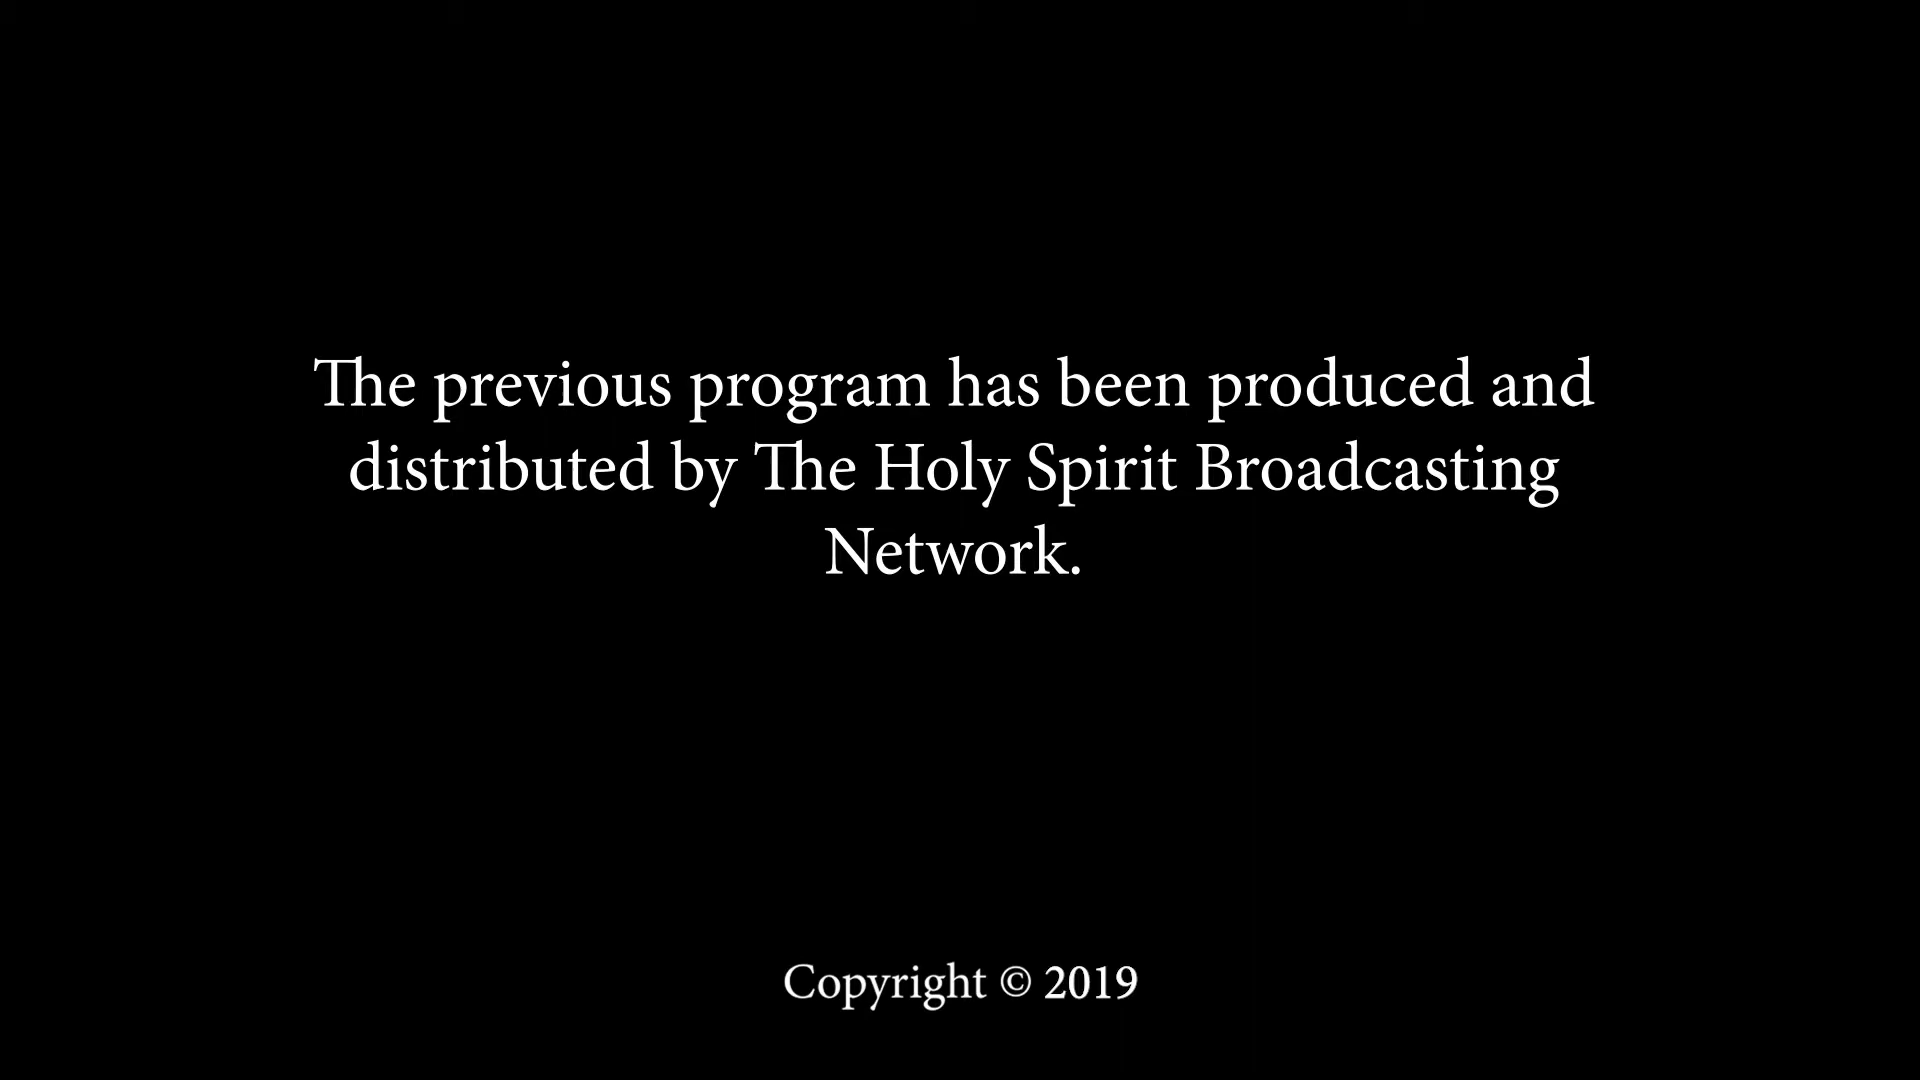 The previous program has been produced and
distributed by The Holy Spirit Broadcasting
Network.
Copyright © 2019